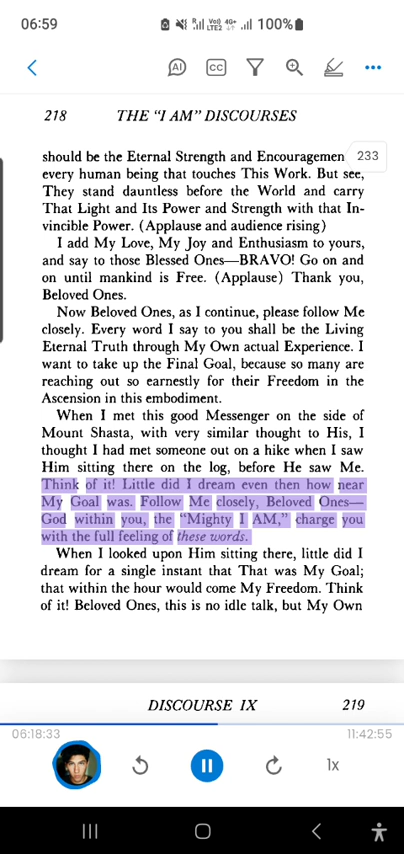 06:59
Vo)) 4G+
R LTE2 100%
AI CC
218 THE "I AM" DISCOURSES
233
should be the Eternal Strength and Encouragemen
every human being that touches This Work. But see,
They stand dauntless before the World and carry
That Light and Its Power and Strength with that In-
vincible Power. (Applause and audience rising)
I add My Love, My Joy and Enthusiasm to yours,
and say to those Blessed Ones—BRAVO! Go on and
on until mankind is Free. (Applause) Thank you,
Beloved Ones.
Now Beloved Ones, as I continue, please follow Me
closely. Every word I say to you shall be the Living
Eternal Truth through My Own actual Experience. I
want to take up the Final Goal, because so many are
reaching out so earnestly for their Freedom in the
Ascension in this embodiment.
When I met this good Messenger on the side of
Mount Shasta, with very similar thought to His, I
thought I had met someone out on a hike when I saw
Him sitting there on the log, before He saw Me.
Think of it! Little did I dream even then how near
My Goal was. Follow Me closely, Beloved Ones—
God within you, the "Mighty I AM," charge you
with the full feeling of these words.
When I looked upon Him sitting there, little did I
dream for a single instant that That was My Goal;
that within the hour would come My Freedom. Think
of it! Beloved Ones, this is no idle talk, but My Own
DISCOURSE IX 219
06:18:33 11:42:55
1x